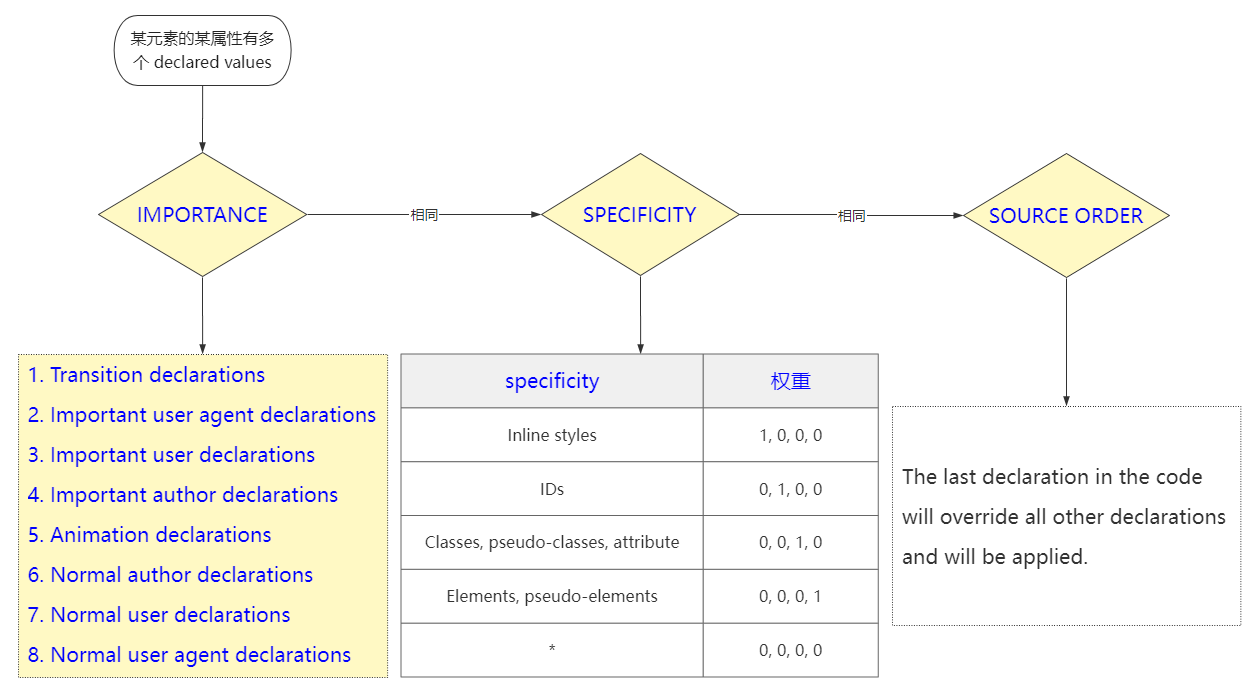 某元素的某属性有多
个 declared values
IMPORTANCE
相同
SPECIFICITY
相同
SOURCE ORDER
1. Transition declarations
2. Important user agent declarations
3. Important user declarations
4. Important author declarations
5. Animation declarations
6. Normal author declarations
7. Normal user declarations
8. Normal user agent declarations
specificity 权重
Inline styles 1, 0, 0, 0
IDs 0, 1, 0, 0
Classes, pseudo-classes, attribute 0, 0, 1, 0
Elements, pseudo-elements 0, 0, 0, 1
* 0, 0, 0, 0
The last declaration in the code
will override all other declarations
and will be applied.